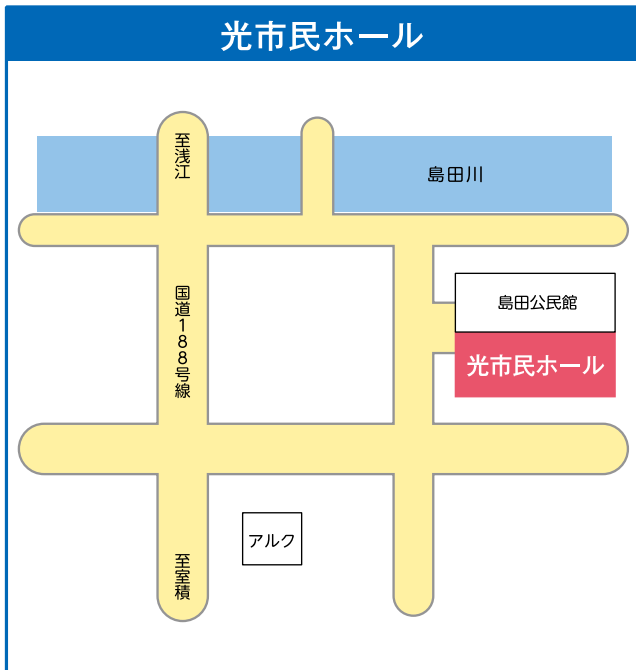 光市民ホール
至浅江
島田川
国道188号線
島田公民館
光市民ホール
アルク
至室積